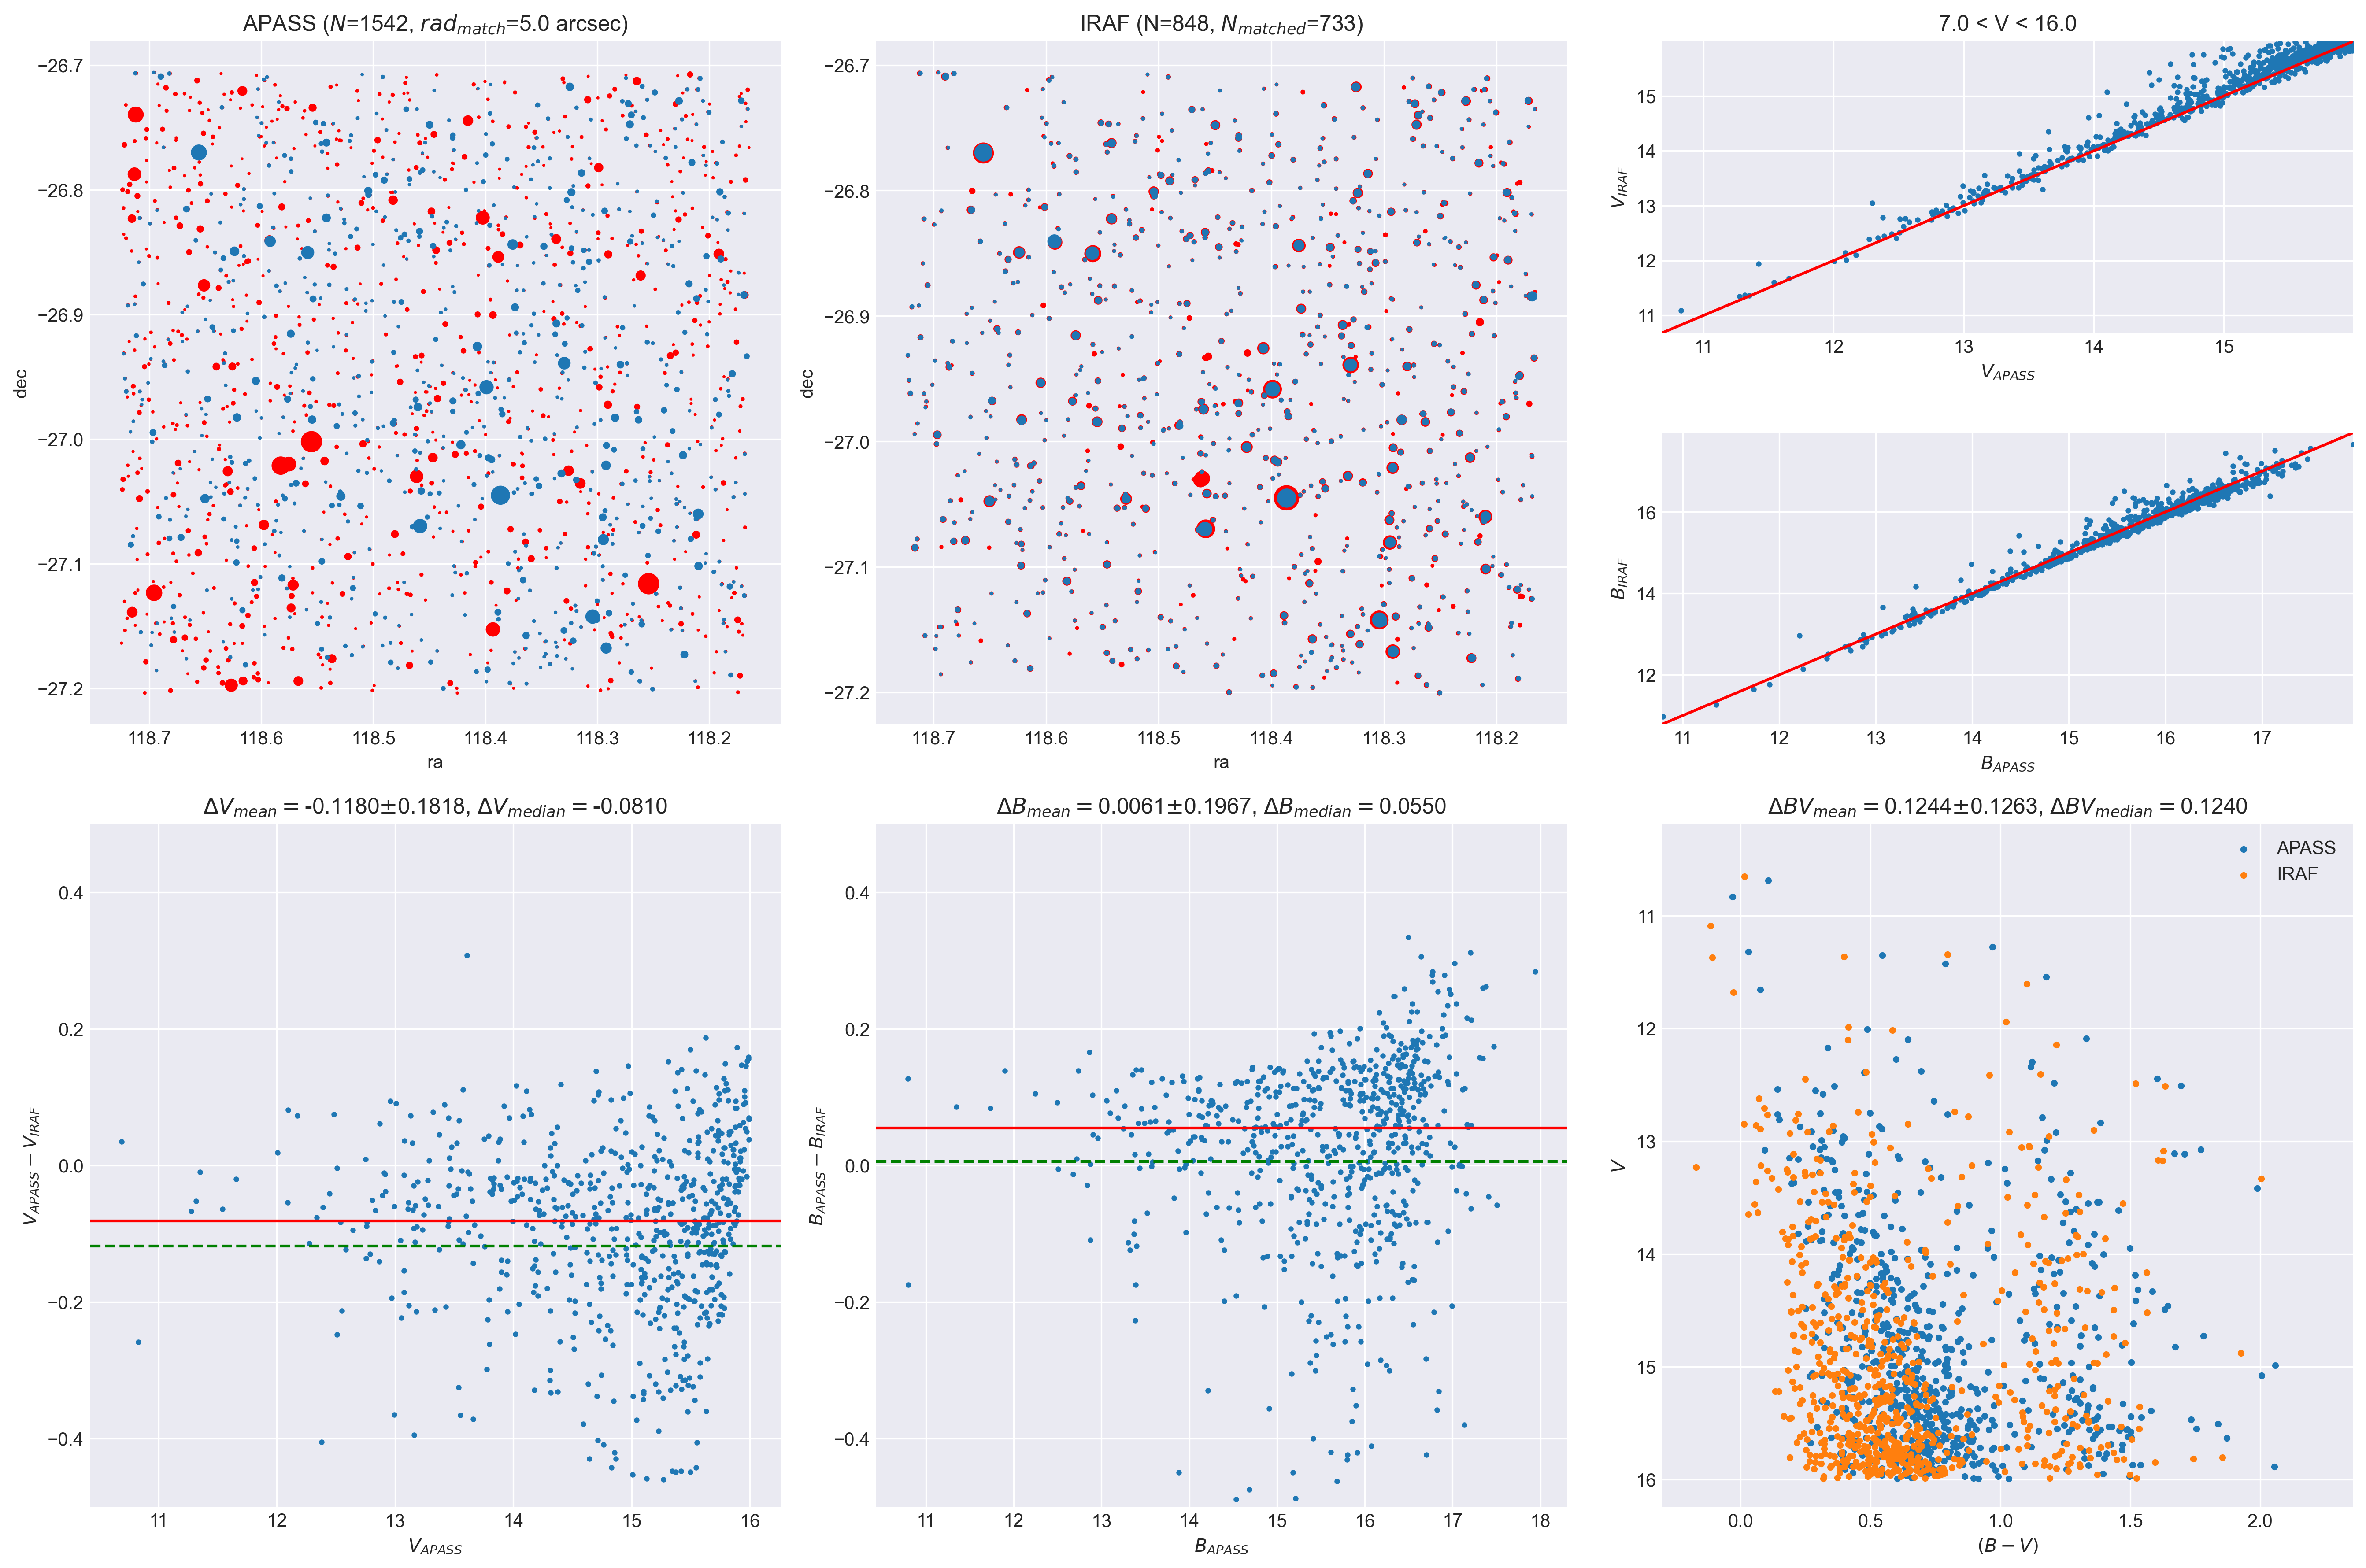 APASS (N=1542, rad_match=5.0 arcsec)
−26.7
−26.8
−26.9
−27.0
−27.1
−27.2
dec
118.7 118.6 118.5 118.4 118.3 118.2
ra
IRAF (N=848, N_matched=733)
−26.7
−26.8
−26.9
−27.0
−27.1
−27.2
dec
118.7 118.6 118.5 118.4 118.3 118.2
ra
7.0 < V < 16.0
15
14
13
12
11
V_IRAF
11 12 13 14 15
V_APASS
16
14
12
B_IRAF
11 12 13 14 15 16 17
B_APASS
ΔV_mean = -0.1180±0.1818, ΔV_median = -0.0810
0.4
0.2
0.0
−0.2
−0.4
V_APASS − V_IRAF
11 12 13 14 15 16
V_APASS
ΔB_mean = 0.0061±0.1967, ΔB_median = 0.0550
0.4
0.2
0.0
−0.2
−0.4
B_APASS − B_IRAF
11 12 13 14 15 16 17 18
B_APASS
ΔBV_mean = 0.1244±0.1263, ΔBV_median = 0.1240
APASS
IRAF
11
12
13
14
15
16
V
0.0 0.5 1.0 1.5 2.0
(B − V)